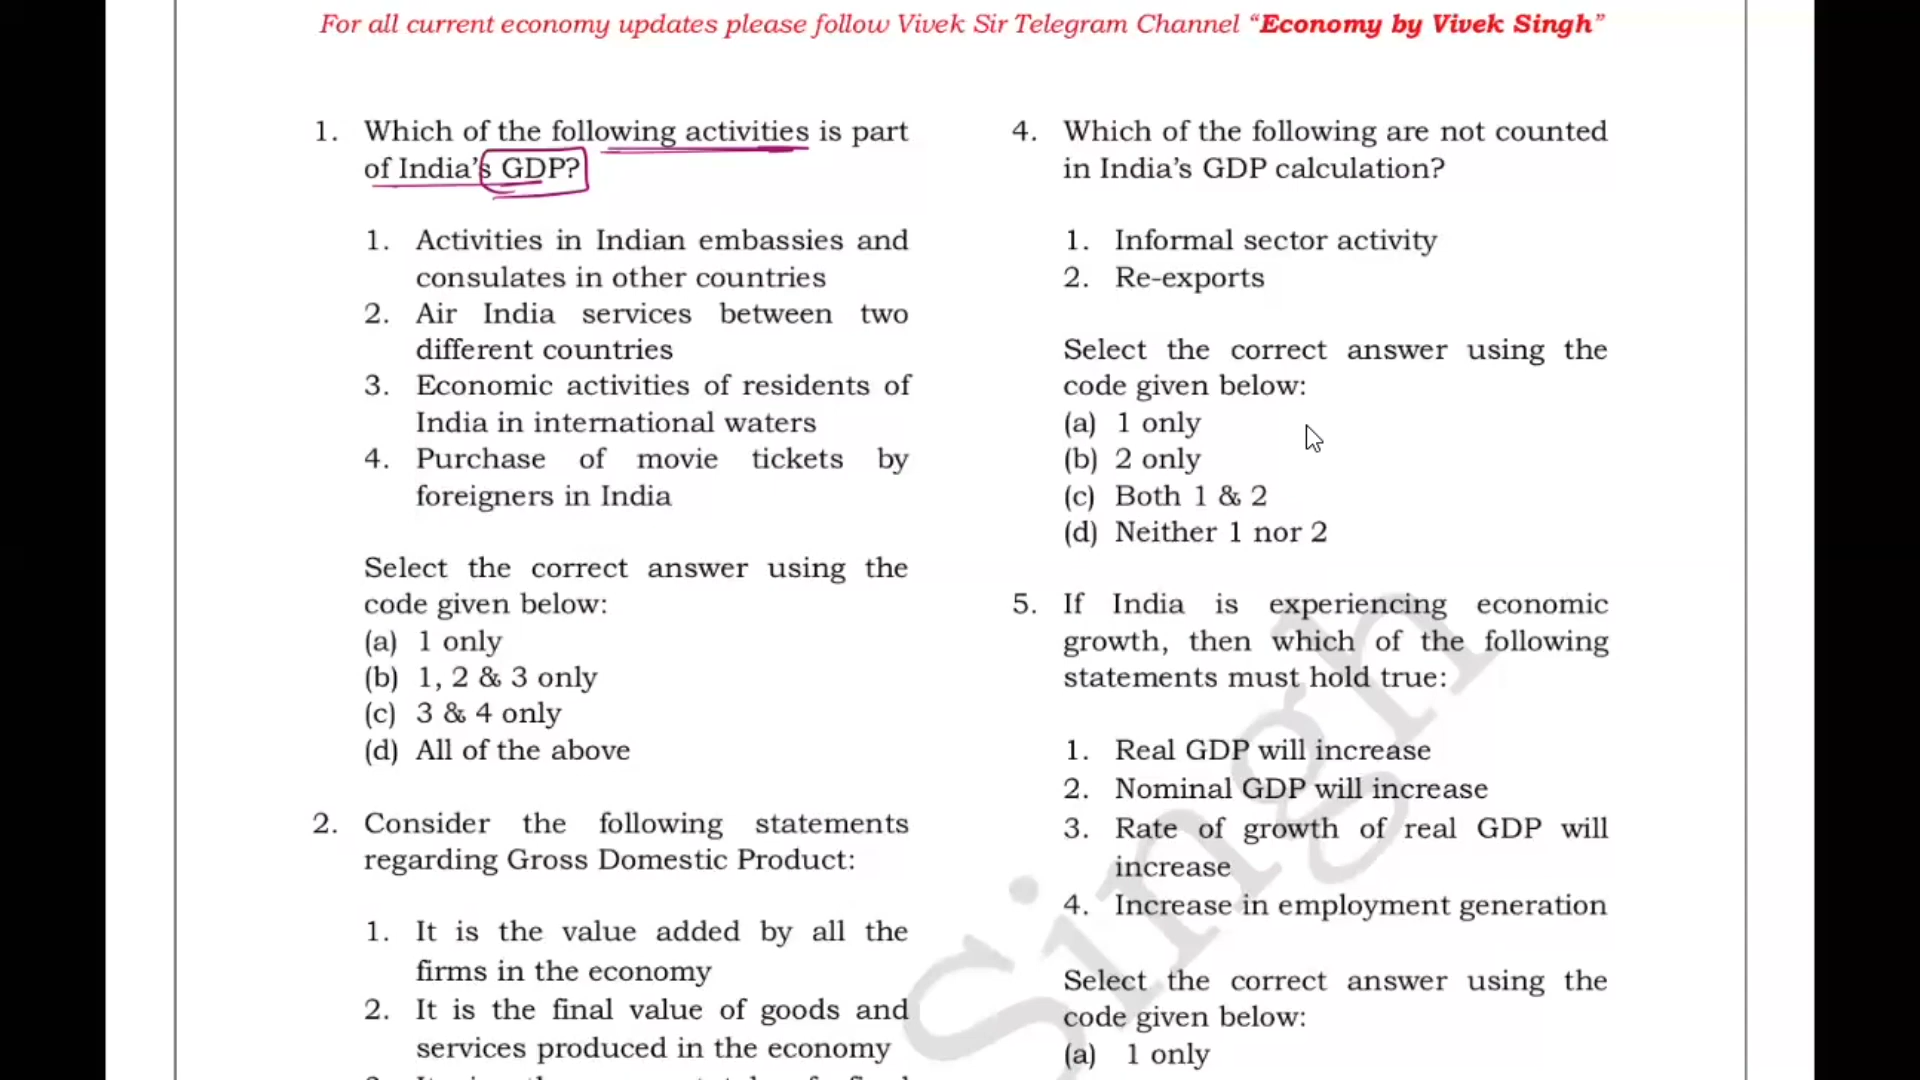 For all current economy updates please follow Vivek Sir Telegram Channel “Economy by Vivek Singh”
1. Which of the following activities is part
of India’s GDP?
1. Activities in Indian embassies and
consulates in other countries
2. Air India services between two
different countries
3. Economic activities of residents of
India in international waters
4. Purchase of movie tickets by
foreigners in India
Select the correct answer using the
code given below:
(a) 1 only
(b) 1, 2 & 3 only
(c) 3 & 4 only
(d) All of the above
2. Consider the following statements
regarding Gross Domestic Product:
1. It is the value added by all the
firms in the economy
2. It is the final value of goods and
services produced in the economy
4. Which of the following are not counted
in India’s GDP calculation?
1. Informal sector activity
2. Re-exports
Select the correct answer using the
code given below:
(a) 1 only
(b) 2 only
(c) Both 1 & 2
(d) Neither 1 nor 2
5. If India is experiencing economic
growth, then which of the following
statements must hold true:
1. Real GDP will increase
2. Nominal GDP will increase
3. Rate of growth of real GDP will
increase
4. Increase in employment generation
Select the correct answer using the
code given below:
(a) 1 only
Singh